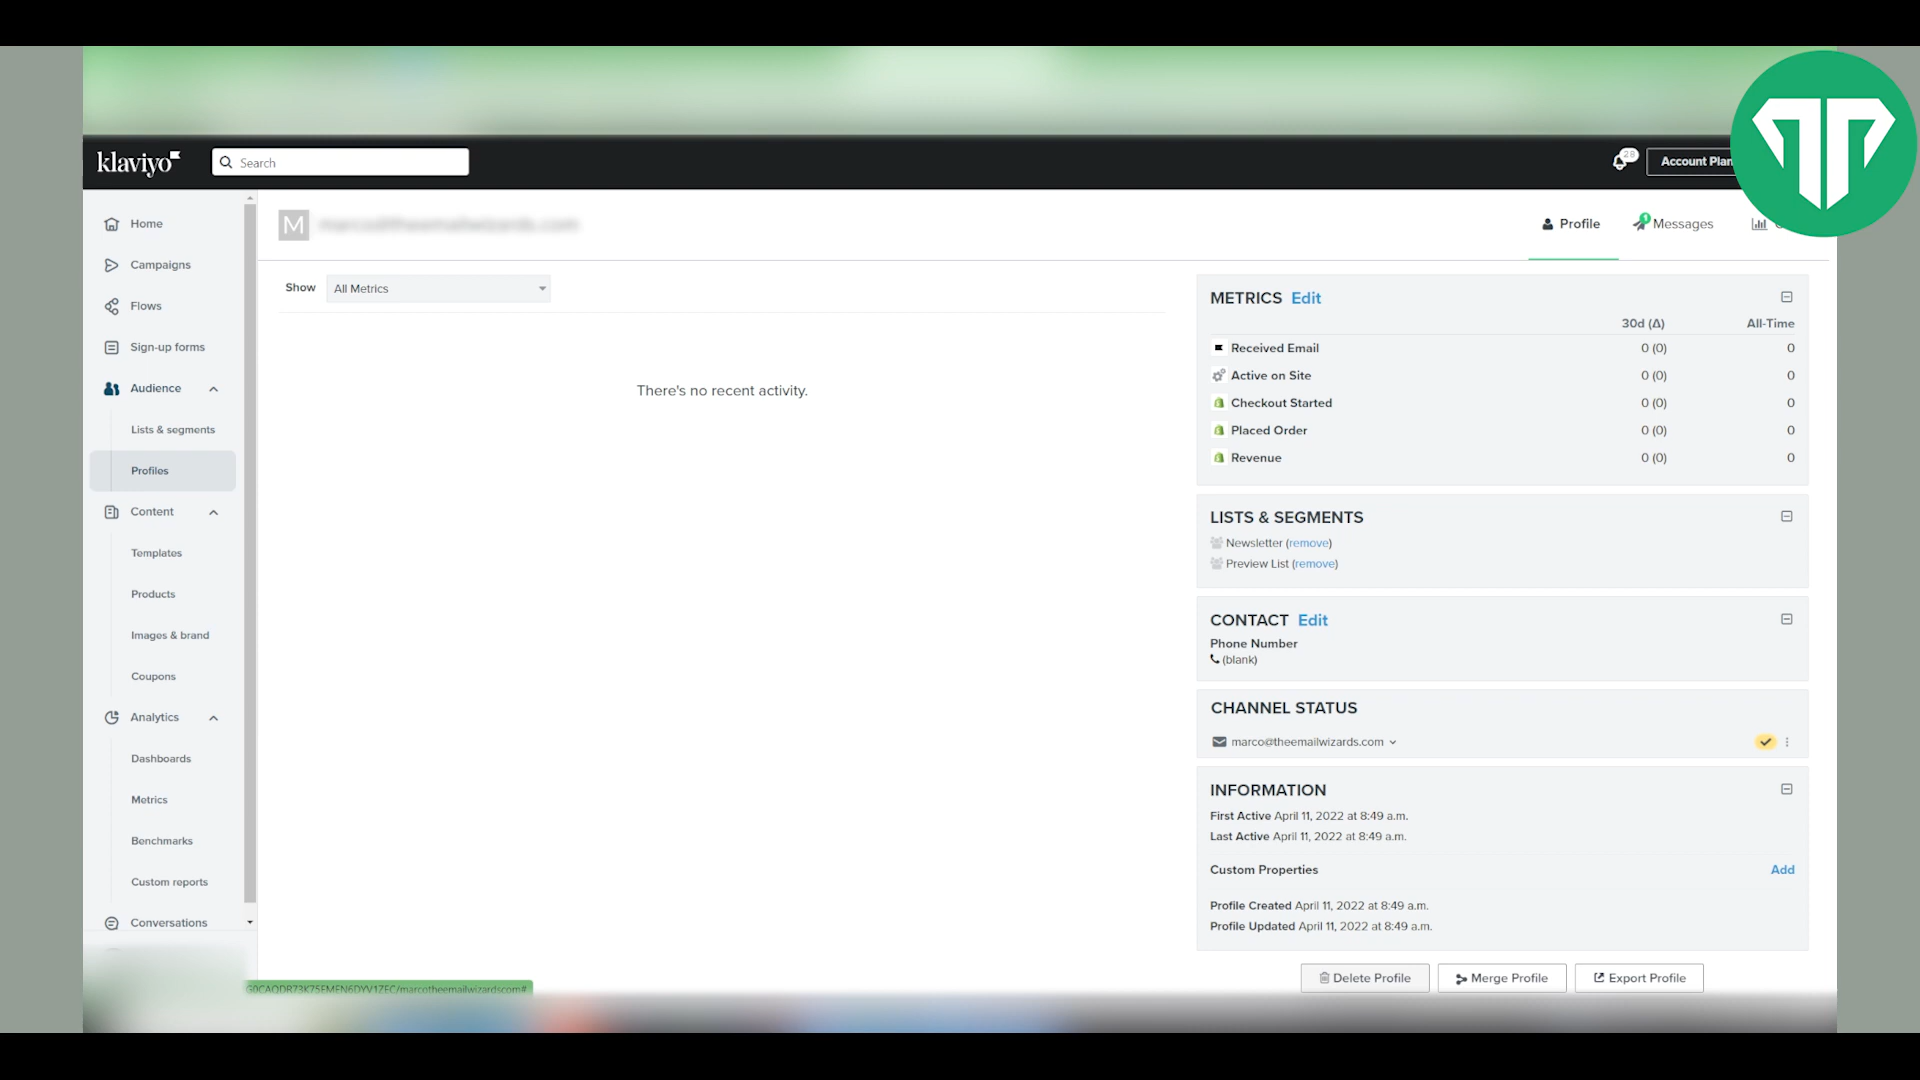 klaviyo
Search
28
Account Plan
Home
Campaigns
Flows
Sign-up forms
Audience
Lists & segments
Profiles
Content
Templates
Products
Images & brand
Coupons
Analytics
Dashboards
Metrics
Benchmarks
Custom reports
Conversations
M marco@theemailwizards.com
Profile
1
Messages
Show All Metrics
There's no recent activity.
METRICS Edit
30d (Δ) All-Time
Received Email 0 (0) 0
Active on Site 0 (0) 0
Checkout Started 0 (0) 0
Placed Order 0 (0) 0
Revenue 0 (0) 0
LISTS & SEGMENTS
Newsletter (remove)
Preview List (remove)
CONTACT Edit
Phone Number
(blank)
CHANNEL STATUS
marco@theemailwizards.com
INFORMATION
First Active April 11, 2022 at 8:49 a.m.
Last Active April 11, 2022 at 8:49 a.m.
Custom Properties Add
Profile Created April 11, 2022 at 8:49 a.m.
Profile Updated April 11, 2022 at 8:49 a.m.
Delete Profile
Merge Profile
Export Profile
/marcotheemailwizardscom#